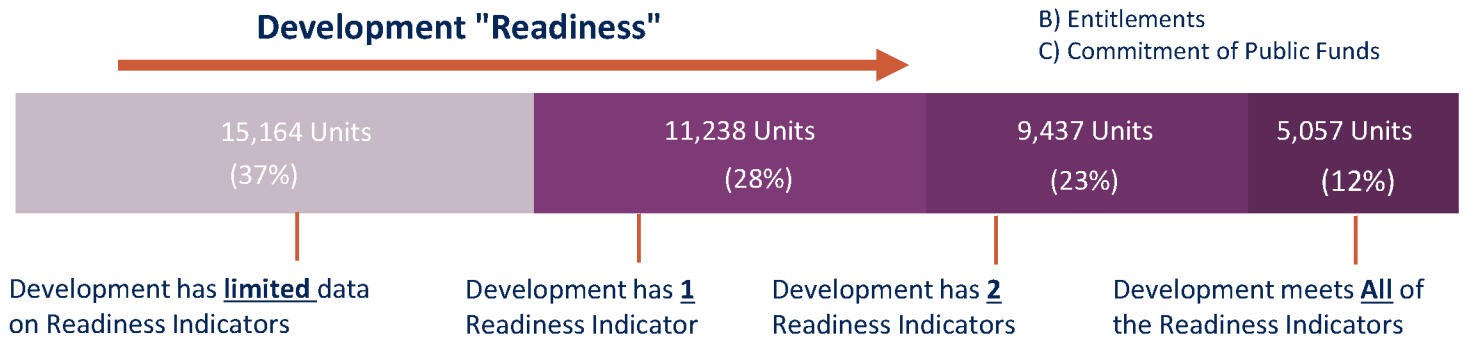 Development "Readiness"
B) Entitlements
C) Commitment of Public Funds
15,164 Units
(37%)
11,238 Units
(28%)
9,437 Units
(23%)
5,057 Units
(12%)
Development has limited data
on Readiness Indicators
Development has 1
Readiness Indicator
Development has 2
Readiness Indicators
Development meets All of
the Readiness Indicators